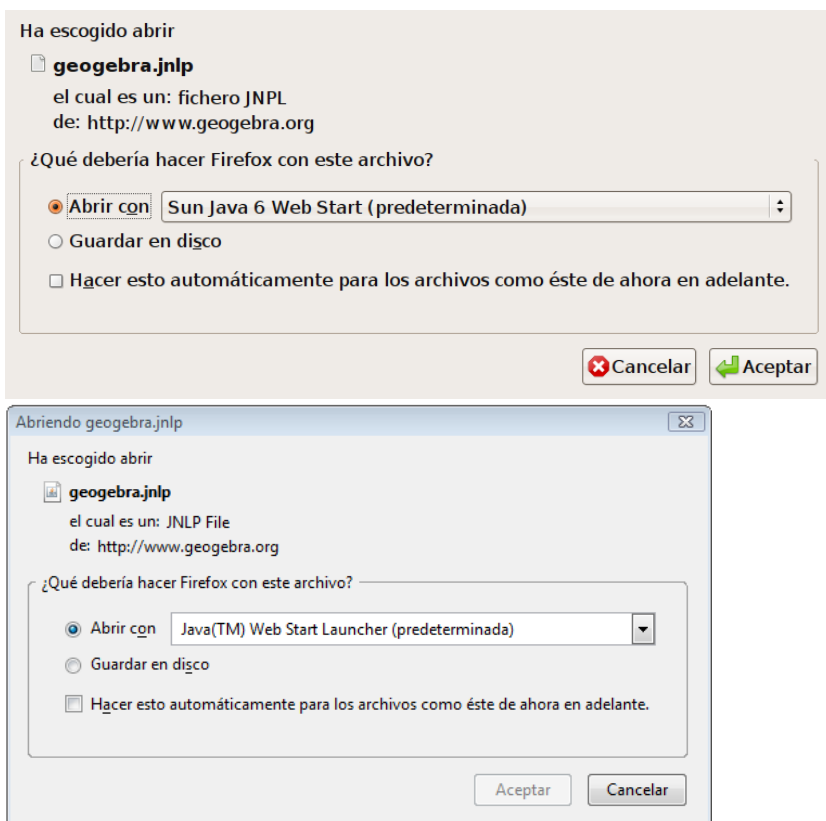 Ha escogido abrir
geogebra.jnlp
el cual es un: fichero JNPL
de: http://www.geogebra.org
¿Qué debería hacer Firefox con este archivo?
Abrir con Sun Java 6 Web Start (predeterminada)
Guardar en disco
Hacer esto automáticamente para los archivos como éste de ahora en adelante.
Cancelar Aceptar
Abriendo geogebra.jnlp
Ha escogido abrir
geogebra.jnlp
el cual es un: JNLP File
de: http://www.geogebra.org
¿Qué debería hacer Firefox con este archivo?
Abrir con Java(TM) Web Start Launcher (predeterminada)
Guardar en disco
Hacer esto automáticamente para los archivos como éste de ahora en adelante.
Aceptar Cancelar